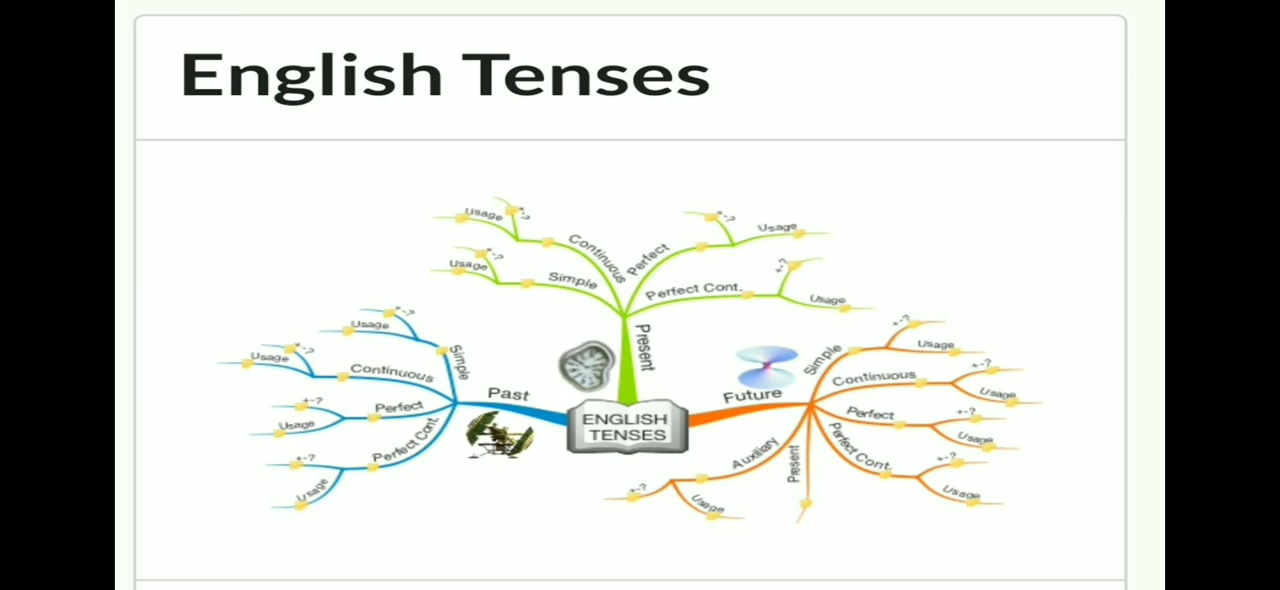 English Tenses
ENGLISH
TENSES
Present
Simple
+-?
Usage
Continuous
+-?
Usage
Perfect
+-?
Usage
Perfect Cont.
+-?
Usage
Past
Simple
+-?
Usage
Continuous
+-?
Usage
Perfect
+-?
Usage
Perfect Cont.
+-?
Usage
Future
Simple
+-?
Usage
Continuous
+-?
Usage
Perfect
+-?
Usage
Perfect Cont.
+-?
Usage
Present
Auxiliary
+-?
Usage